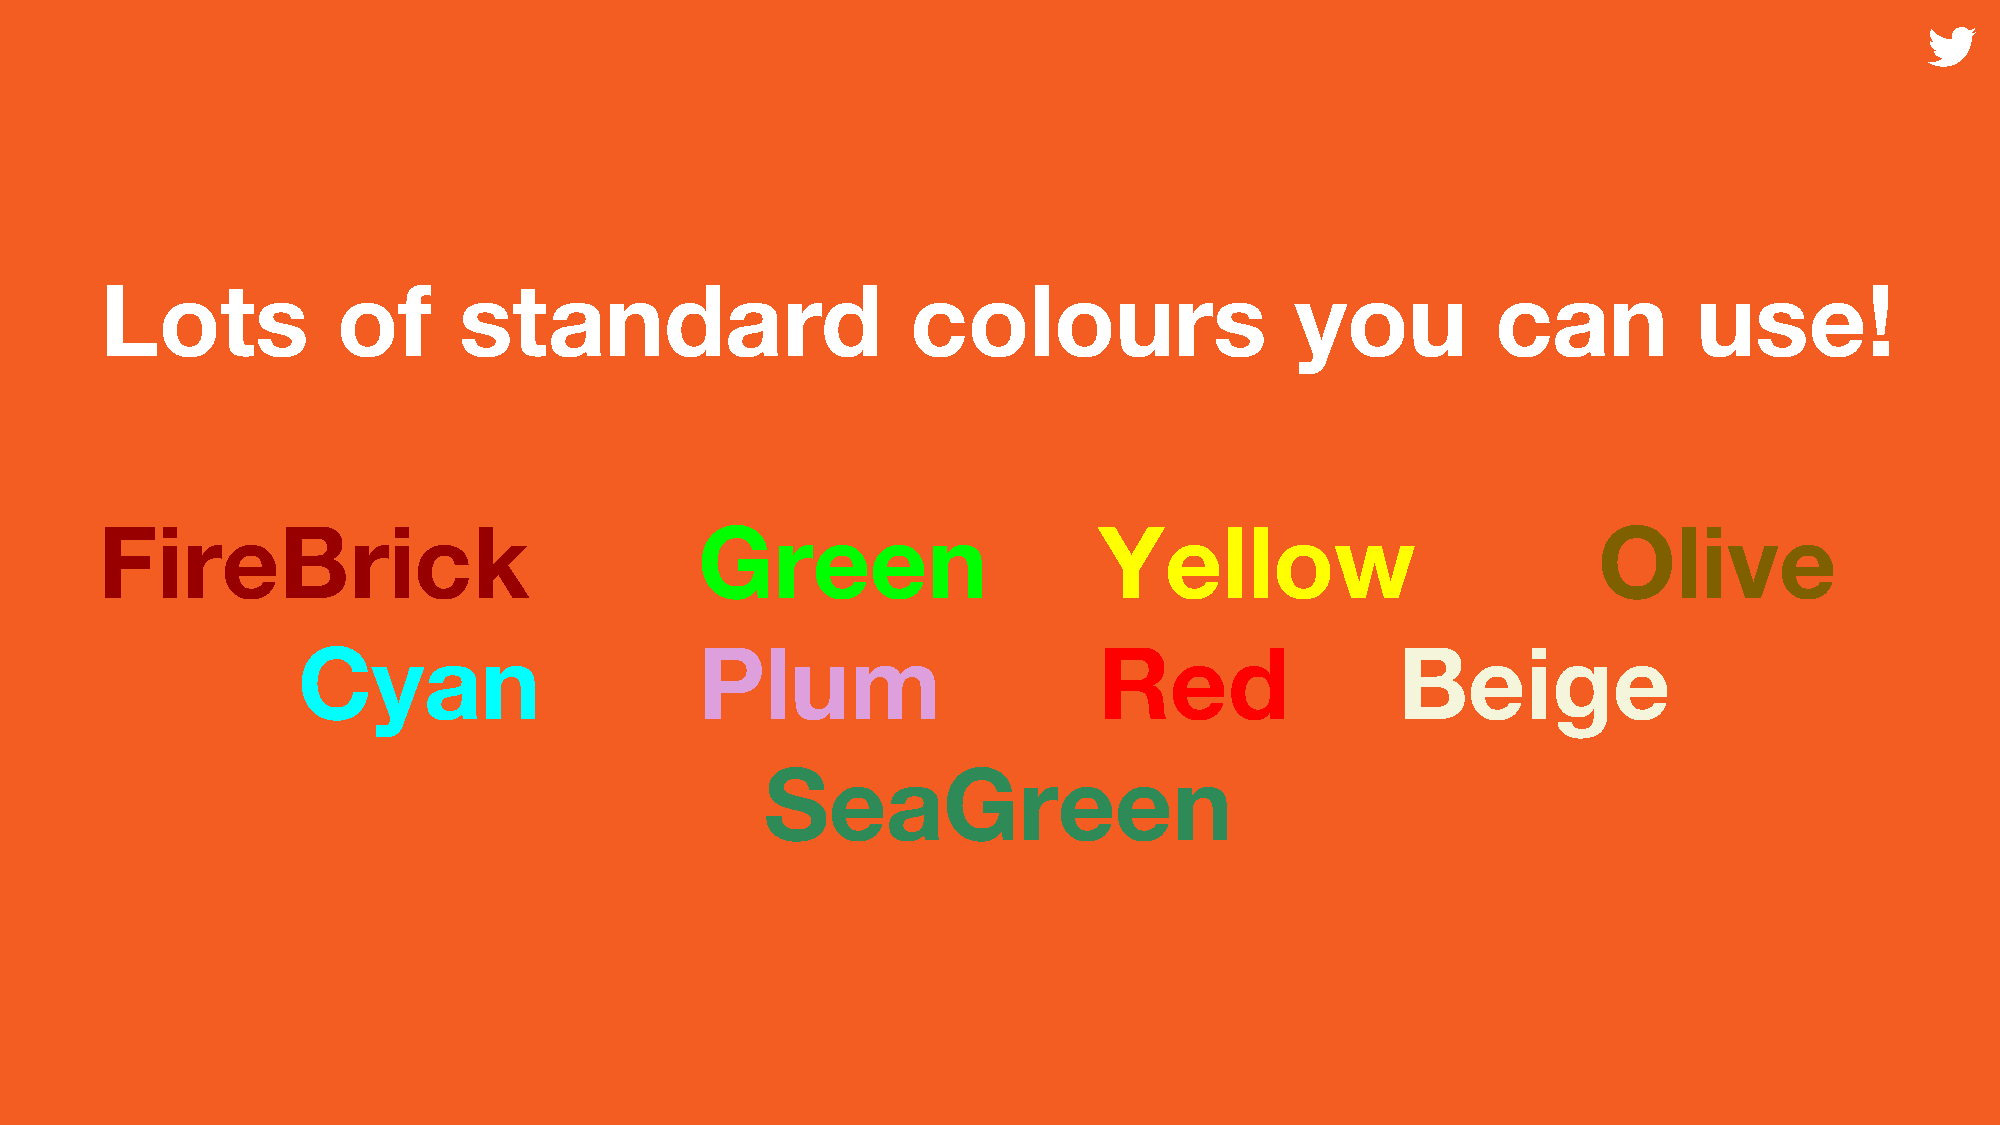 Lots of standard colours you can use!
FireBrick Green Yellow Olive
Cyan Plum Red Beige
SeaGreen